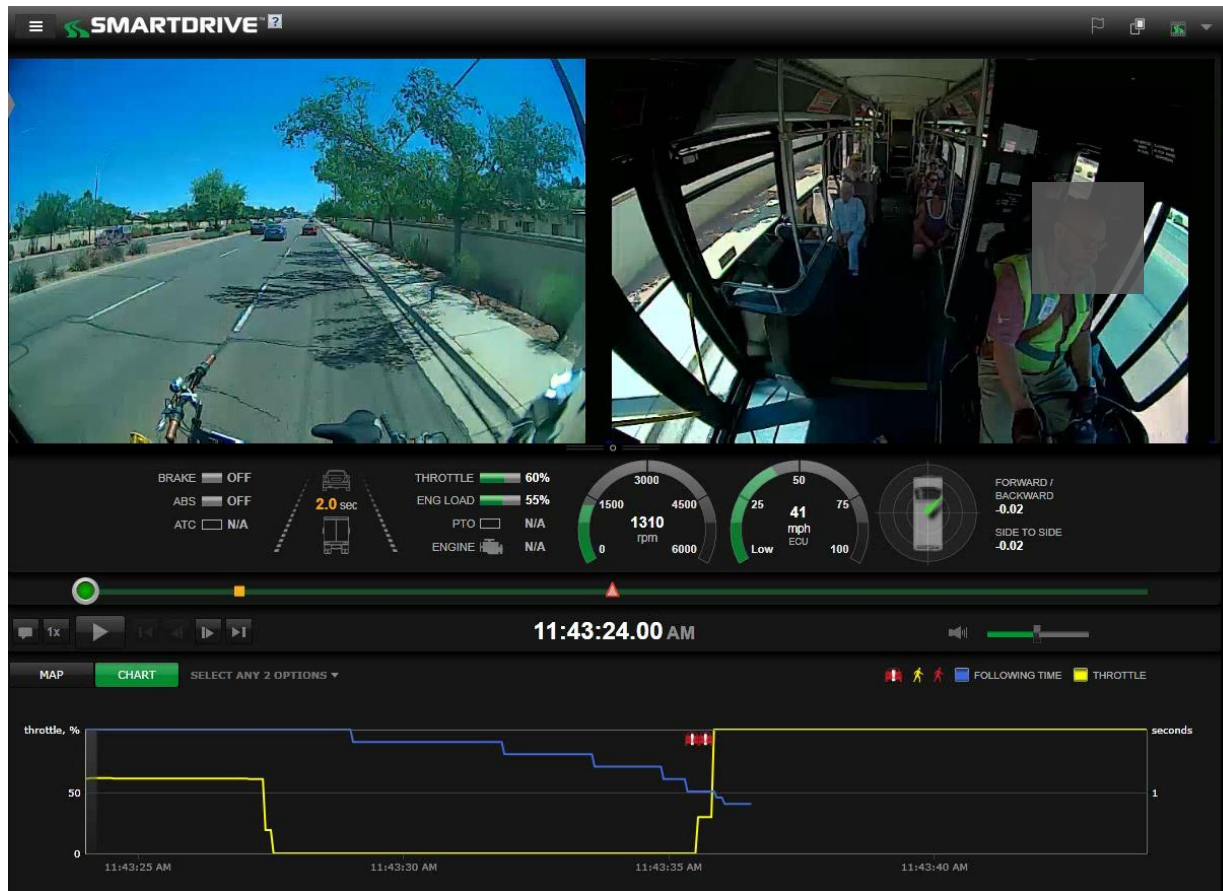 SMARTDRIVE™ ?
BRAKE OFF
ABS OFF
ATC N/A
2.0 sec
THROTTLE 60%
ENG LOAD 55%
PTO N/A
ENGINE N/A
0 1500 3000 4500 6000
1310
rpm
Low 25 50 75 100
41
mph
ECU
FORWARD /
BACKWARD
-0.02
SIDE TO SIDE
-0.02
1x
11:43:24.00 AM
MAP CHART SELECT ANY 2 OPTIONS
FOLLOWING TIME THROTTLE
throttle, % seconds
50 1
0
11:43:25 AM 11:43:30 AM 11:43:35 AM 11:43:40 AM